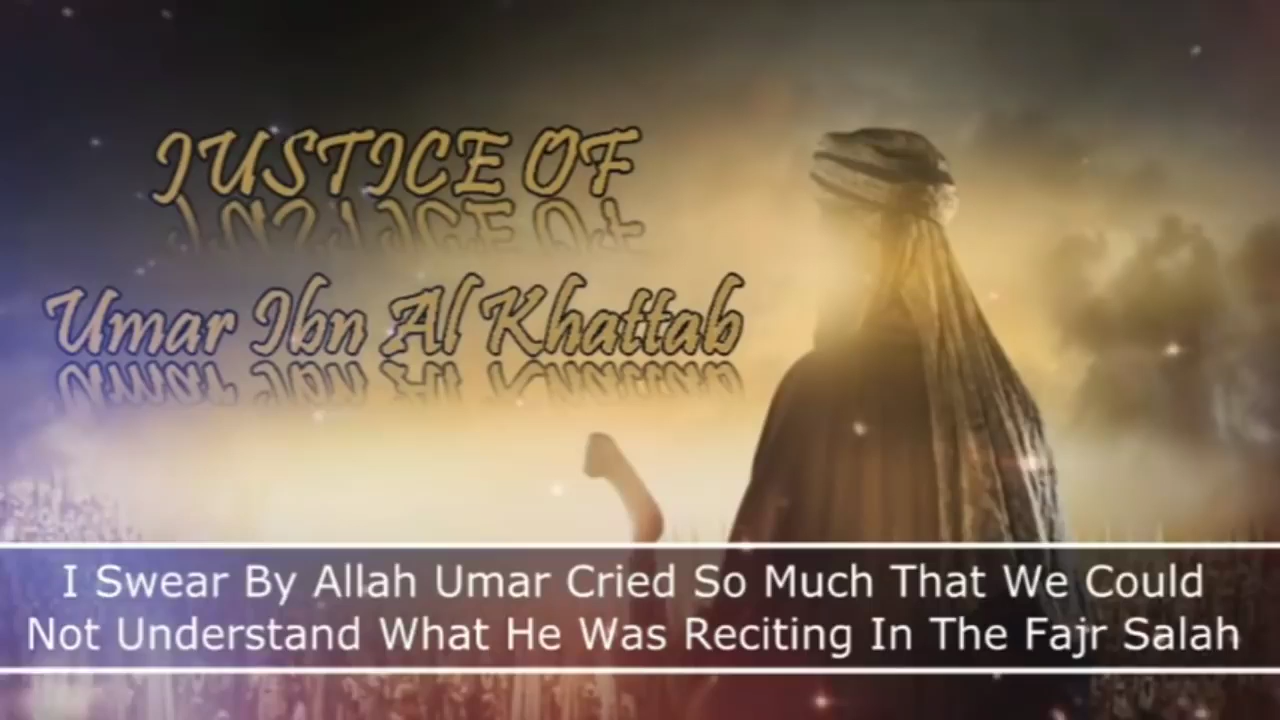 JUSTICE OF
Umar Ibn Al Khattab
I Swear By Allah Umar Cried So Much That We Could
Not Understand What He Was Reciting In The Fajr Salah